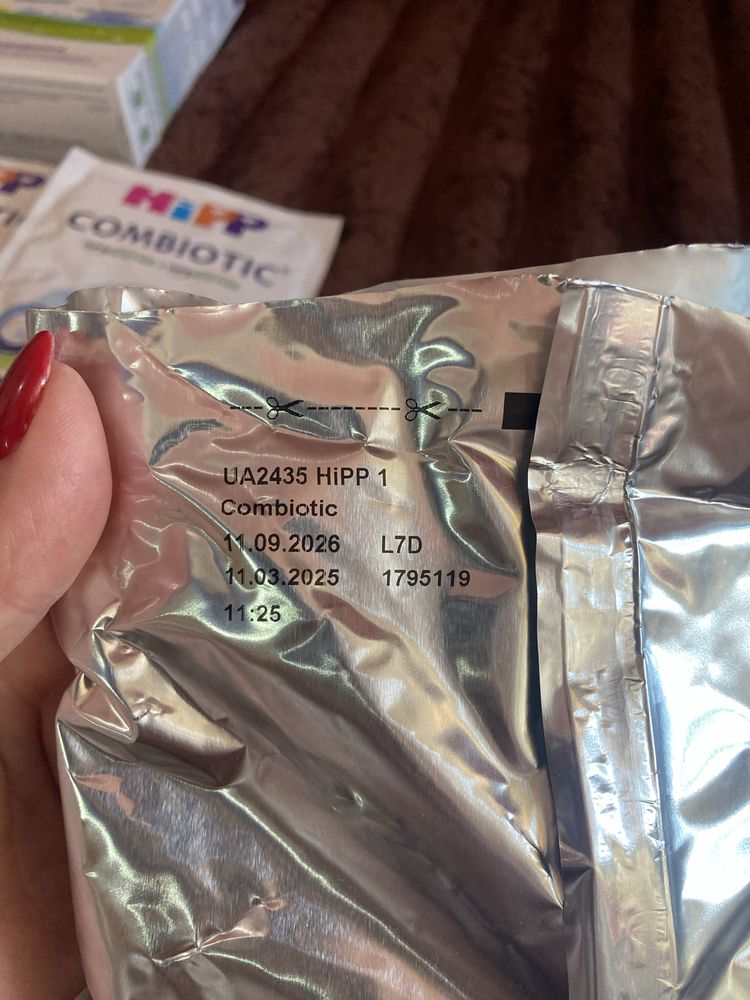 HiPP
COMBIOTIC®
UA2435 HiPP 1
Combiotic
11.09.2026 L7D
11.03.2025 1795119
11:25